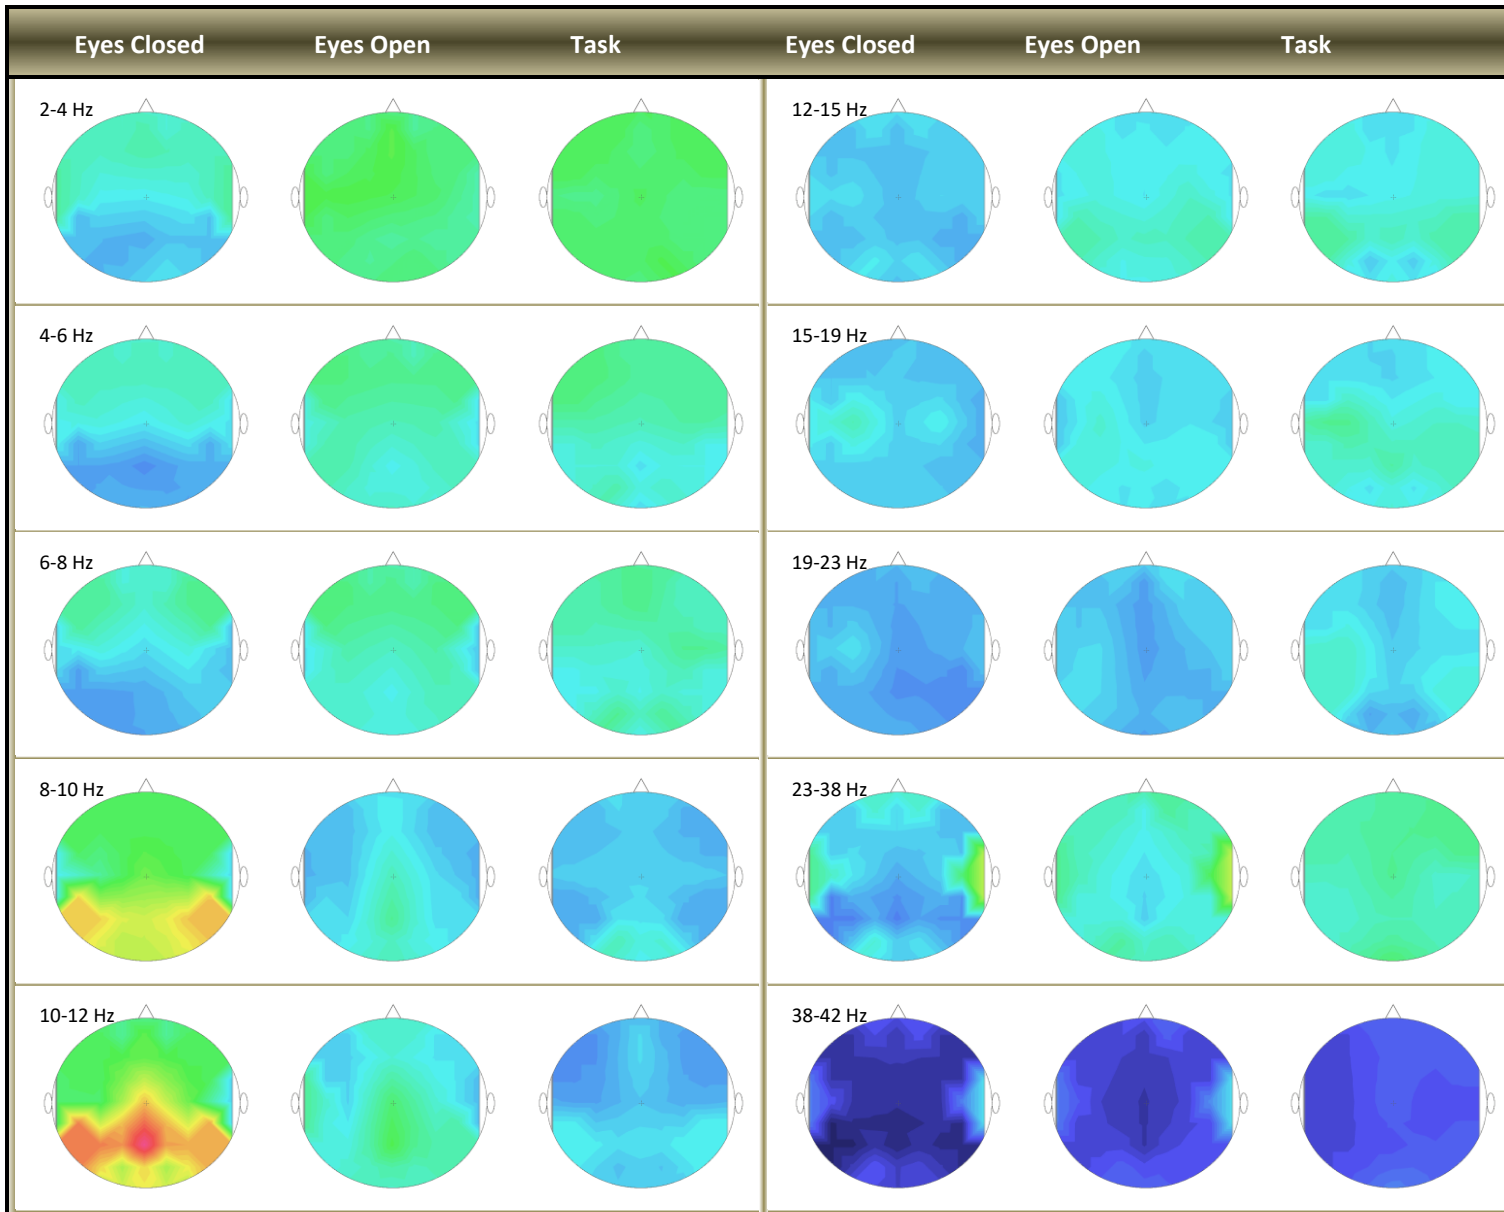 Eyes Closed Eyes Open Task Eyes Closed Eyes Open Task
2-4 Hz 12-15 Hz
4-6 Hz 15-19 Hz
6-8 Hz 19-23 Hz
8-10 Hz 23-38 Hz
10-12 Hz 38-42 Hz